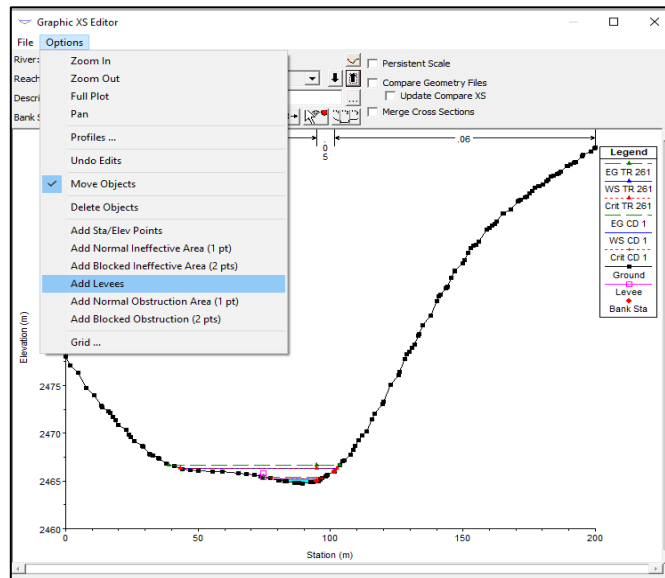 Graphic XS Editor
File Options
River:
Reach
Descri
Bank S
Zoom In
Zoom Out
Full Plot
Pan
Profiles ...
Undo Edits
Move Objects
Delete Objects
Add Sta/Elev Points
Add Normal Ineffective Area (1 pt)
Add Blocked Ineffective Area (2 pts)
Add Levees
Add Normal Obstruction Area (1 pt)
Add Blocked Obstruction (2 pts)
Grid ...
Persistent Scale
Compare Geometry Files
Update Compare XS
Merge Cross Sections
...
.05
.06
Legend
EG TR 261
WS TR 261
Crit TR 261
EG CD 1
WS CD 1
Crit CD 1
Ground
Levee
Bank Sta
Elevation (m)
2475
2470
2465
2460
0 50 100 150 200
Station (m)